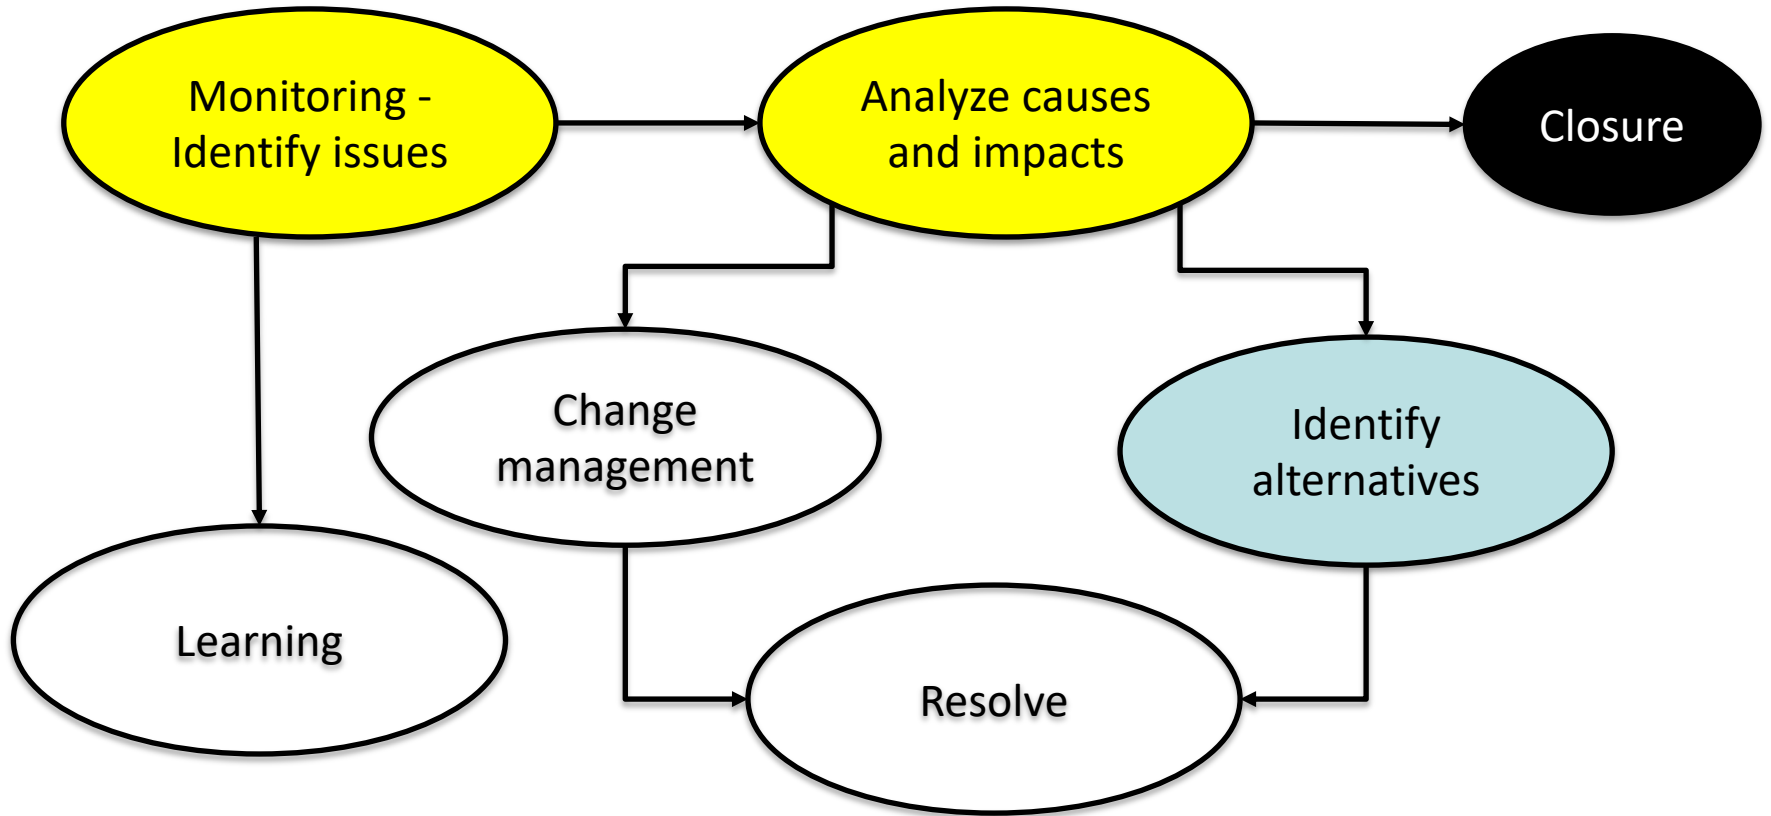 Monitoring -
Identify issues
Analyze causes
and impacts
Closure
Change
management
Identify
alternatives
Learning
Resolve